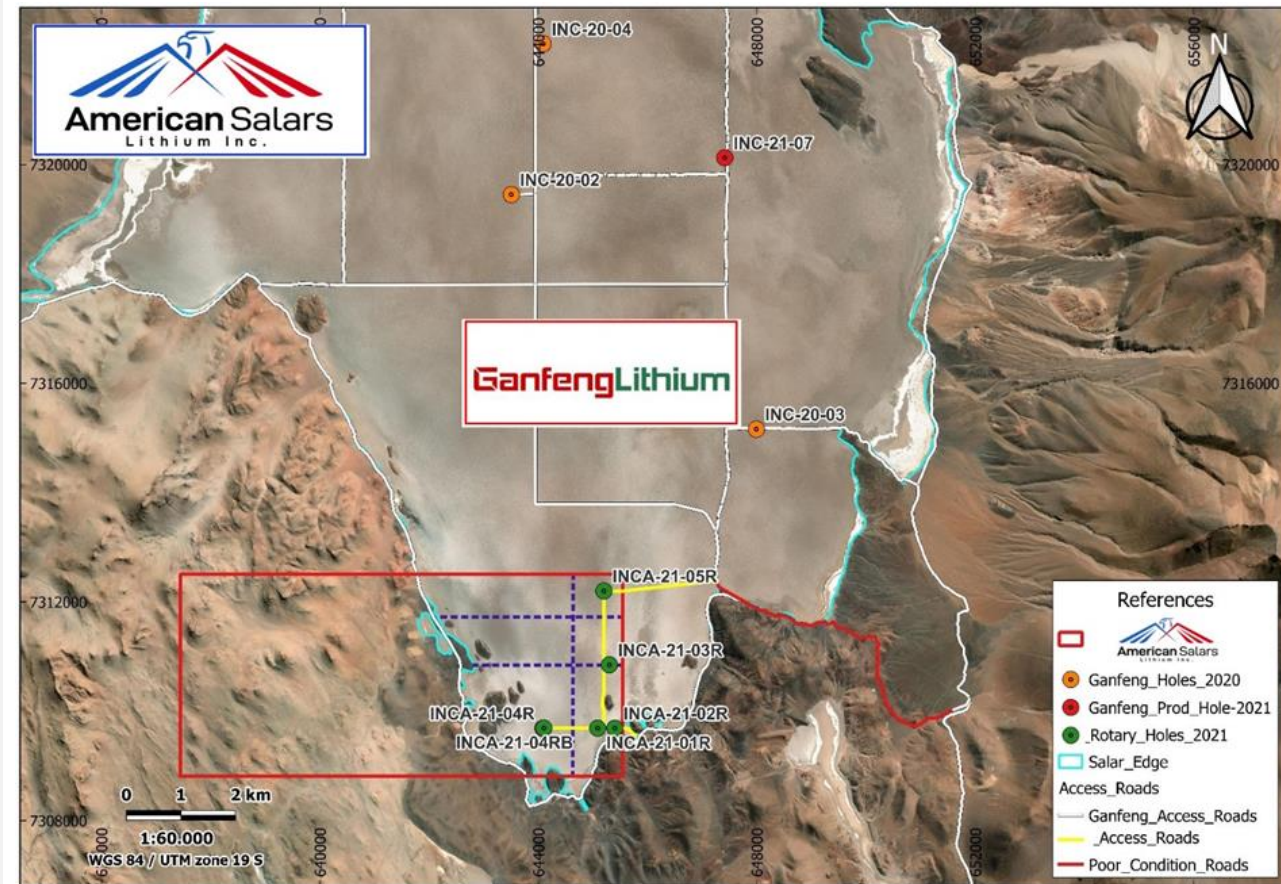 American Salars
Lithium Inc.
INC-20-04
644000
648000
652000
656000
N
7320000
INC-21-07
7320000
INC-20-02
7316000
GanfengLithium
7316000
INC-20-03
INCA-21-05R
7312000
7312000
INCA-21-03R
INCA-21-04R
INCA-21-02R
INCA-21-04RB
INCA-21-01R
References
American Salars
Lithium Inc.
Ganfeng_Holes_2020
Ganfeng_Prod_Hole-2021
_Rotary_Holes_2021
Salar_Edge
Access_Roads
Ganfeng_Access_Roads
_Access_Roads
Poor_Condition_Roads
0 1 2 km
1:60.000
WGS 84 / UTM zone 19 S
7308000
640000
644000
648000
652000